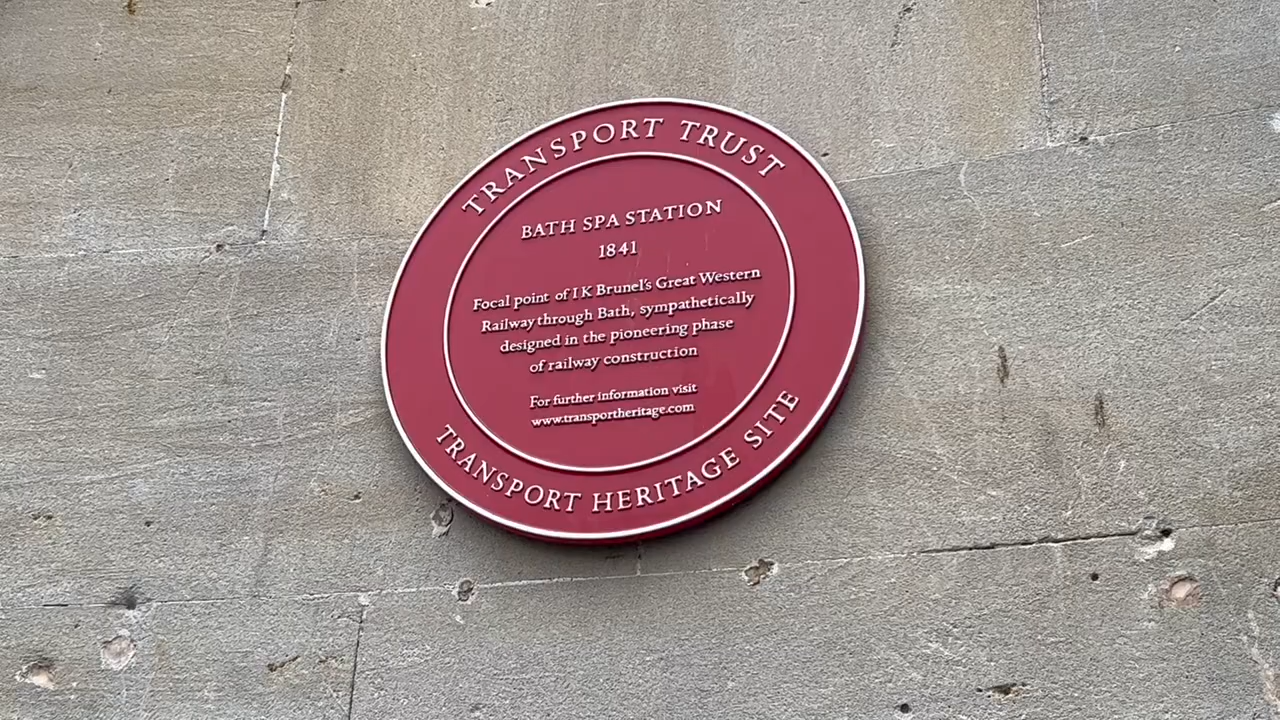 TRANSPORT TRUST
BATH SPA STATION
1841
Focal point of I K Brunel's Great Western
Railway through Bath, sympathetically
designed in the pioneering phase
of railway construction
For further information visit
www.transportheritage.com
TRANSPORT HERITAGE SITE